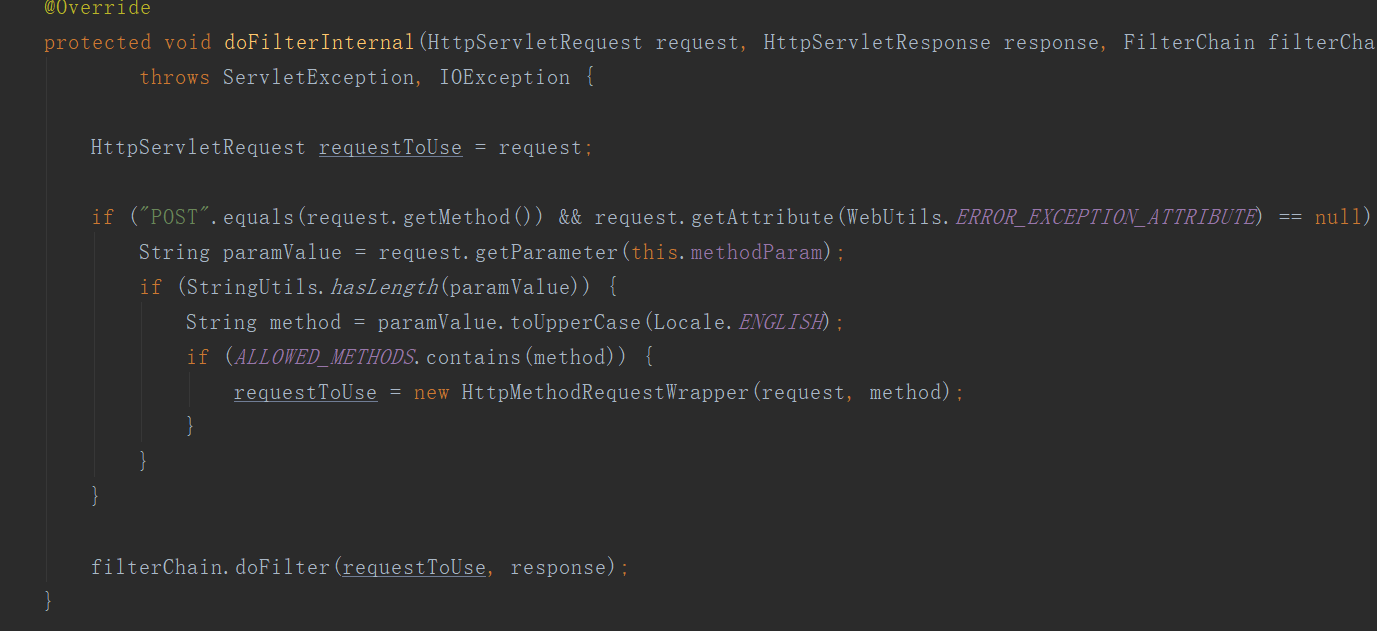 @Override
protected void doFilterInternal(HttpServletRequest request, HttpServletResponse response, FilterChain filterCha
throws ServletException, IOException {
HttpServletRequest requestToUse = request;
if ("POST".equals(request.getMethod()) && request.getAttribute(WebUtils.ERROR_EXCEPTION_ATTRIBUTE) == null)
String paramValue = request.getParameter(this.methodParam);
if (StringUtils.hasLength(paramValue)) {
String method = paramValue.toUpperCase(Locale.ENGLISH);
if (ALLOWED_METHODS.contains(method)) {
requestToUse = new HttpMethodRequestWrapper(request, method);
}
}
}
filterChain.doFilter(requestToUse, response);
}